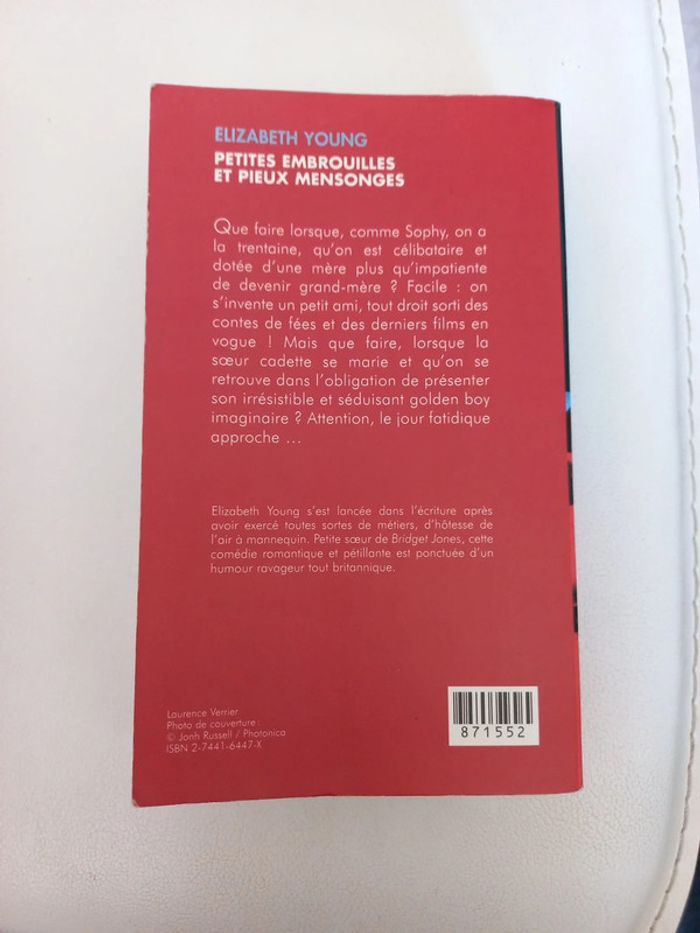 ELIZABETH YOUNG
PETITES EMBROUILLES
ET PIEUX MENSONGES
Que faire lorsque, comme Sophy, on a
la trentaine, qu'on est célibataire et
dotée d'une mère plus qu'impatiente
de devenir grand-mère ? Facile : on
s'invente un petit ami, tout droit sorti des
contes de fées et des derniers films en
vogue ! Mais que faire, lorsque la
sœur cadette se marie et qu'on se
retrouve dans l'obligation de présenter
son irrésistible et séduisant golden boy
imaginaire ? Attention, le jour fatidique
approche ...
Elizabeth Young s'est lancée dans l'écriture après
avoir exercé toutes sortes de métiers, d'hôtesse de
l'air à mannequin. Petite sœur de Bridget Jones, cette
comédie romantique et pétillante est ponctuée d'un
humour ravageur tout britannique.
Laurence Verrier
Photo de couverture :
© Jonh Russell / Photonica
ISBN 2-7441-6447-X
871552